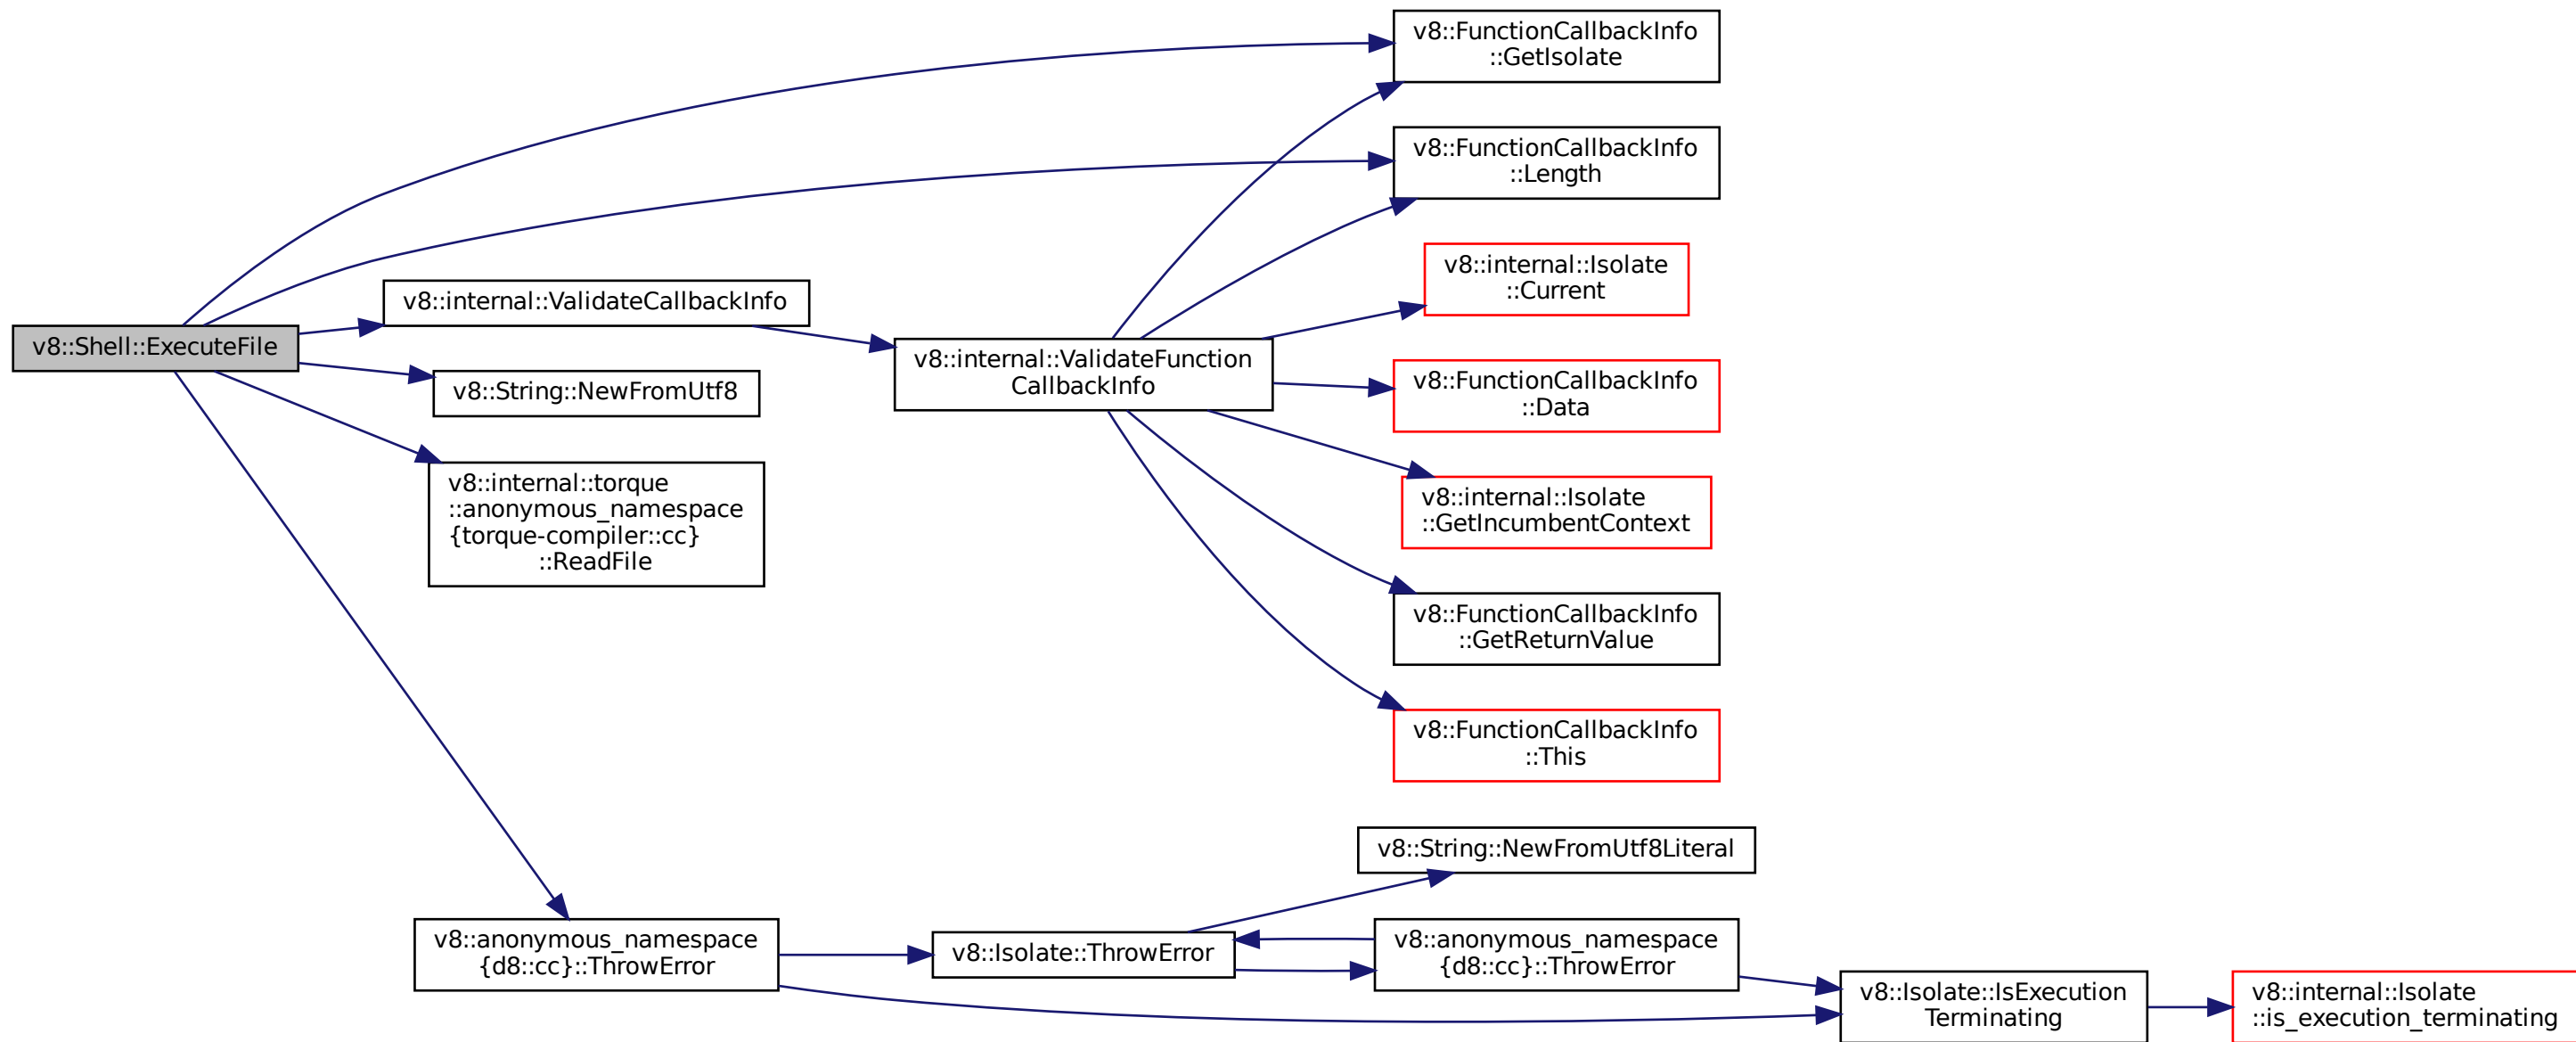 v8::FunctionCallbackInfo
::GetIsolate
v8::FunctionCallbackInfo
::Length
v8::internal::Isolate
::Current
v8::internal::ValidateCallbackInfo
v8::Shell::ExecuteFile
v8::internal::ValidateFunction
CallbackInfo
v8::FunctionCallbackInfo
::Data
v8::String::NewFromUtf8
v8::internal::torque
::anonymous_namespace
{torque-compiler::cc}
::ReadFile
v8::internal::Isolate
::GetIncumbentContext
v8::FunctionCallbackInfo
::GetReturnValue
v8::FunctionCallbackInfo
::This
v8::String::NewFromUtf8Literal
v8::anonymous_namespace
{d8::cc}::ThrowError
v8::Isolate::ThrowError
v8::anonymous_namespace
{d8::cc}::ThrowError
v8::Isolate::IsExecution
Terminating
v8::internal::Isolate
::is_execution_terminating